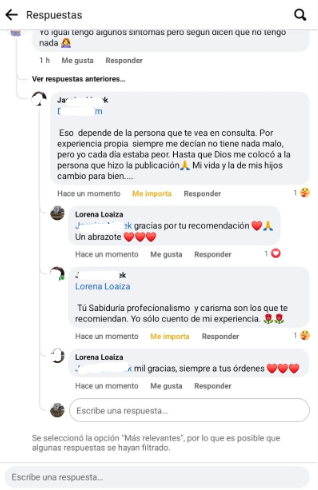 Respuestas
Yo igual tengo algunos síntomas pero según dicen que no tengo
nada 🤷‍♀️
1 h Me gusta Responder
Ver respuestas anteriores...
Eso depende de la persona que te vea en consulta. Por
experiencia propia siempre me decían no tiene nada malo,
pero yo cada día estaba peor. Hasta que Dios me colocó a la
persona que hizo la publicación🙏 Mi vida y la de mis hijos
cambio para bien....
Hace un momento Me importa Responder 1
Lorena Loaiza
ek gracias por tu recomendación ❤️🙏
Un abrazote ❤️❤️❤️
Hace un momento Me gusta Responder 1
ek
Lorena Loaiza
Tú Sabiduría profecionalismo y carisma son los que te
recomiendan. Yo sólo cuento de mi experiencia. 🌹🌹
Hace un momento Me importa Responder 1
Lorena Loaiza
k mil gracias, siempre a tus órdenes ❤️❤️❤️
Hace un momento Me gusta Responder
Escribe una respuesta...
Se seleccionó la opción "Más relevantes", por lo que es posible que
algunas respuestas se hayan filtrado.
Escribe una respuesta...